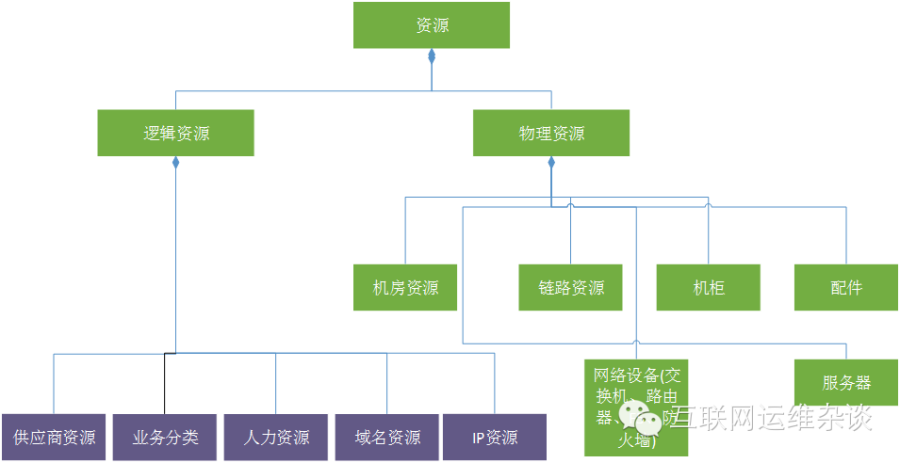 资源
逻辑资源
物理资源
机房资源
链路资源
机柜
配件
网络设备(交
换机、路由
器、
防
火墙)
服务器
供应商资源
业务分类
人力资源
域名资源
IP资源
互联网运维杂谈